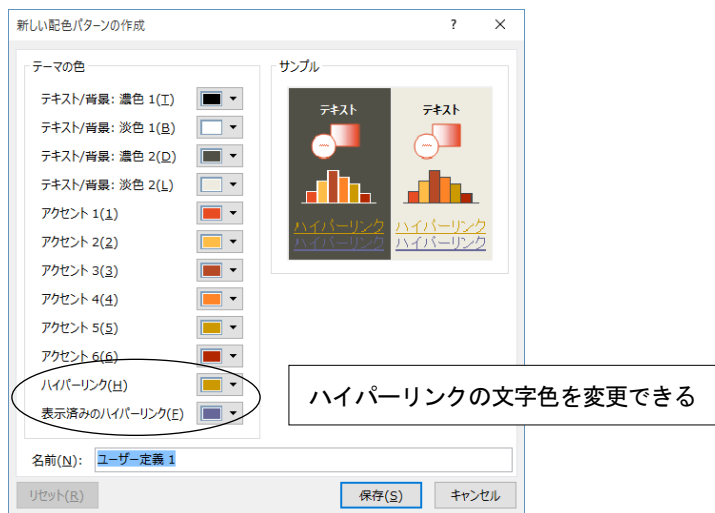 新しい配色パターンの作成
?
×
テーマの色
テキスト/背景: 濃色 1(T)
テキスト/背景: 淡色 1(B)
テキスト/背景: 濃色 2(D)
テキスト/背景: 淡色 2(L)
アクセント 1(1)
アクセント 2(2)
アクセント 3(3)
アクセント 4(4)
アクセント 5(5)
アクセント 6(6)
ハイパーリンク(H)
表示済みのハイパーリンク(F)
サンプル
テキスト
テキスト
ハイパーリンク
ハイパーリンク
ハイパーリンク
ハイパーリンク
ハイパーリンクの文字色を変更できる
名前(N): ユーザー定義 1
リセット(R)
保存(S)
キャンセル